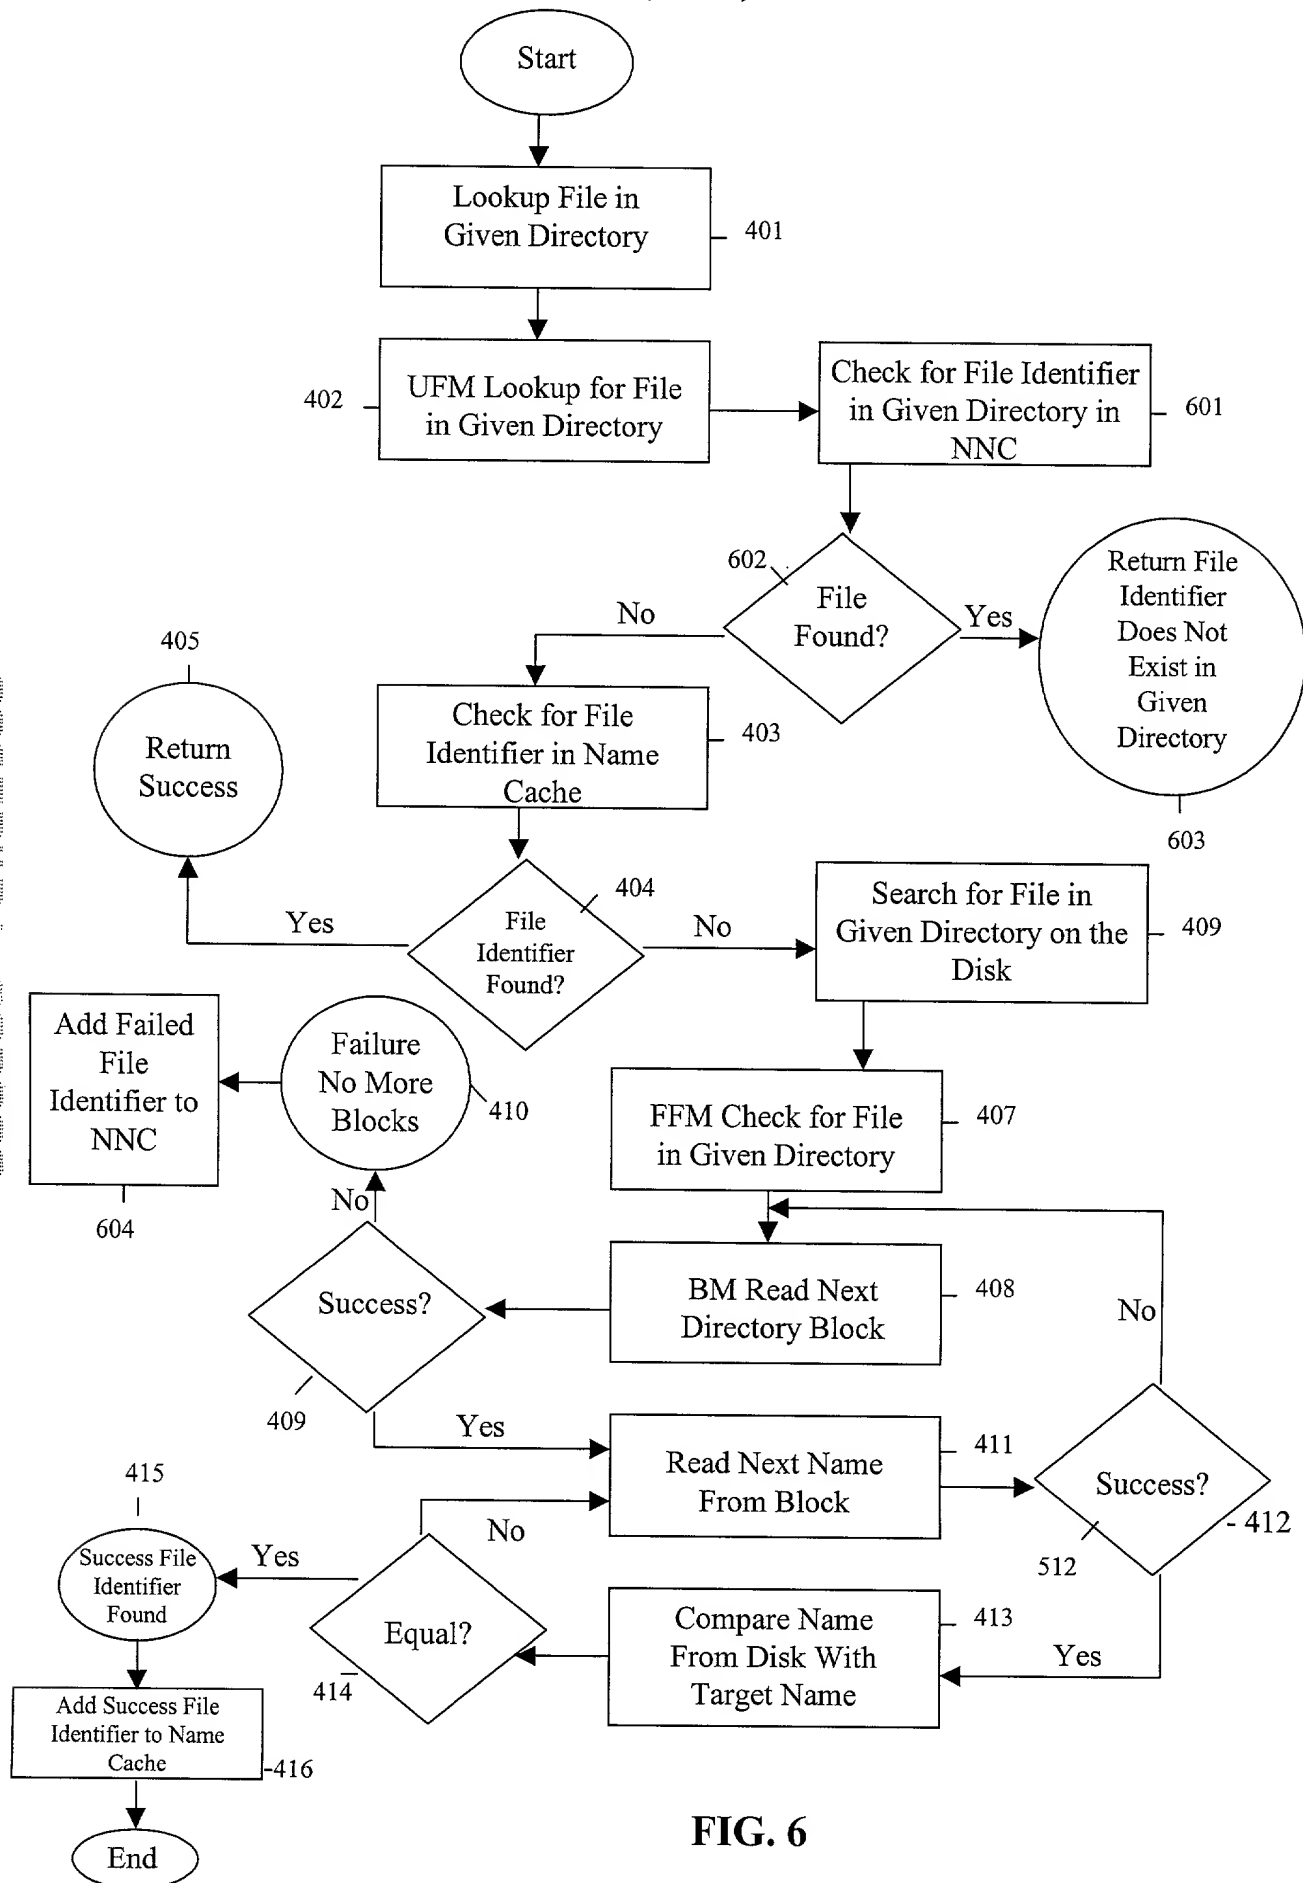 Start
Lookup File in
Given Directory
401
UFM Lookup for File
in Given Directory
402
Check for File Identifier
in Given Directory in
NNC
601
602
File
Found?
No
Yes
Return File
Identifier
Does Not
Exist in
Given
Directory
603
405
Return
Success
Check for File
Identifier in Name
Cache
403
404
File
Identifier
Found?
Yes
No
Search for File in
Given Directory on the
Disk
409
Add Failed
File
Identifier to
NNC
604
Failure
No More
Blocks
410
FFM Check for File
in Given Directory
407
No
Success?
409
BM Read Next
Directory Block
408
No
Yes
Read Next Name
From Block
411
Success?
412
512
415
Success File
Identifier
Found
Yes
No
Equal?
414
Compare Name
From Disk With
Target Name
413
Yes
Add Success File
Identifier to Name
Cache
416
End
FIG. 6